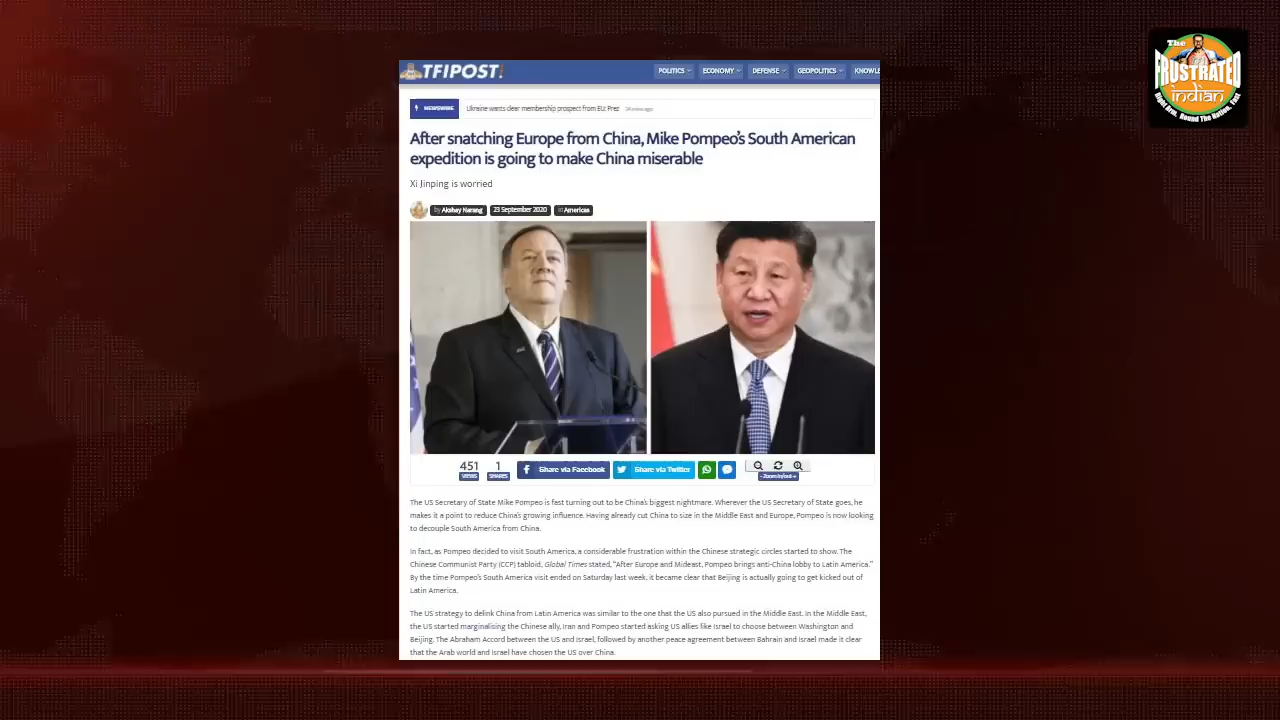 The
FRUSTRATED
indian
Right Arm, Round The Nation, Take
TFIPOST!
POLITICS ECONOMY DEFENSE GEOPOLITICS KNOWLE
NEWSWIRE Ukraine wants clear membership prospect from EU: Prez
After snatching Europe from China, Mike Pompeo's South American
expedition is going to make China miserable
Xi Jinping is worried
by Akshay Narang 23 September 2020 in Americas
451 1
VIEWS SHARES
Share via Facebook Share via Twitter
- Zoom In/out +
The US Secretary of State Mike Pompeo is fast turning out to be China's biggest nightmare. Wherever the US Secretary of State goes, he
makes it a point to reduce China's growing influence. Having already cut China to size in the Middle East and Europe, Pompeo is now looking
to decouple South America from China.
In fact, as Pompeo decided to visit South America, a considerable frustration within the Chinese strategic circles started to show. The
Chinese Communist Party (CCP) tabloid, Global Times stated, "After Europe and Mideast, Pompeo brings anti-China lobby to Latin America."
By the time Pompeo's South America visit ended on Saturday last week, it became clear that Beijing is actually going to get kicked out of
Latin America.
The US strategy to delink China from Latin America was similar to the one that the US also pursued in the Middle East. In the Middle East,
the US started marginalising the Chinese ally, Iran and Pompeo started asking US allies like Israel to choose between Washington and
Beijing. The Abraham Accord between the US and Israel, followed by another peace agreement between Bahrain and Israel made it clear
that the Arab world and Israel have chosen the US over China.